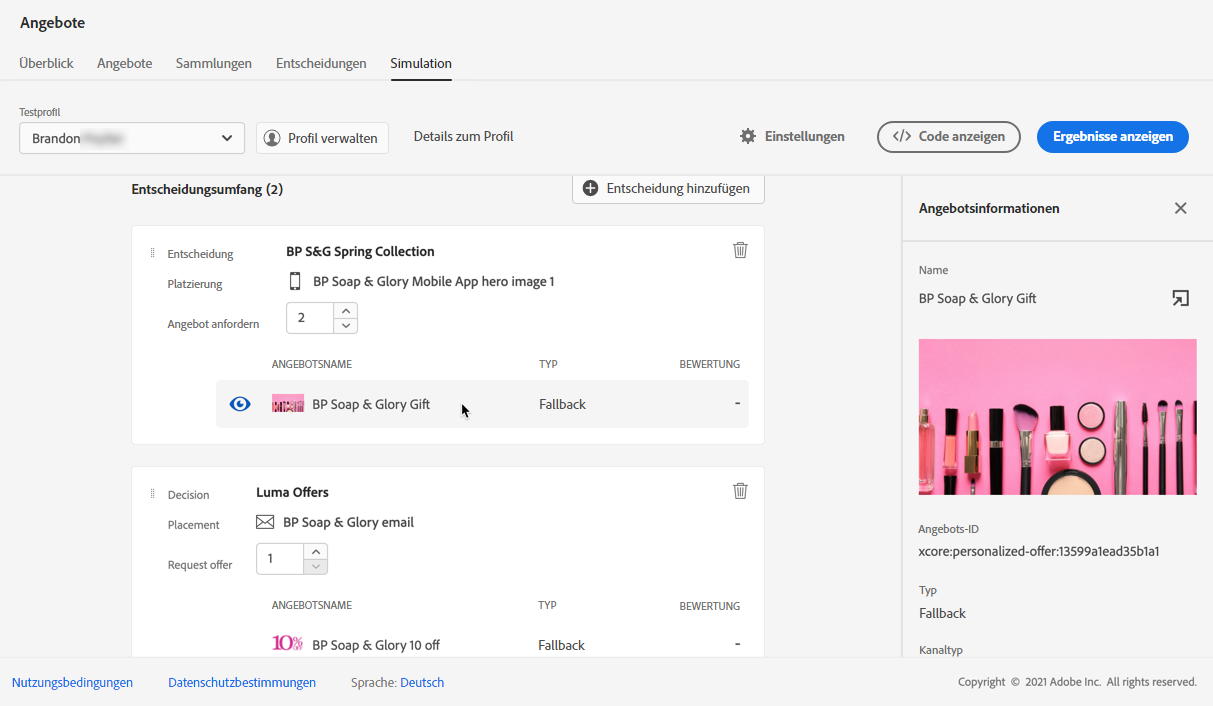 Angebote
Überblick Angebote Sammlungen Entscheidungen Simulation
Testprofil
Brandon
Profil verwalten
Details zum Profil
Einstellungen
</> Code anzeigen
Ergebnisse anzeigen
Entscheidungsumfang (2)
Entscheidung hinzufügen
Entscheidung BP S&G Spring Collection
Platzierung BP Soap & Glory Mobile App hero image 1
Angebot anfordern 2
ANGEBOTSNAME TYP BEWERTUNG
BP Soap & Glory Gift Fallback -
Decision Luma Offers
Placement BP Soap & Glory email
Request offer 1
ANGEBOTSNAME TYP BEWERTUNG
10% BP Soap & Glory 10 off Fallback -
Angebotsinformationen
Name
BP Soap & Glory Gift
Angebots-ID
xcore:personalized-offer:13599a1ead35b1a1
Typ
Fallback
Kanaltyp
Nutzungsbedingungen Datenschutzbestimmungen Sprache: Deutsch
Copyright © 2021 Adobe Inc. All rights reserved.